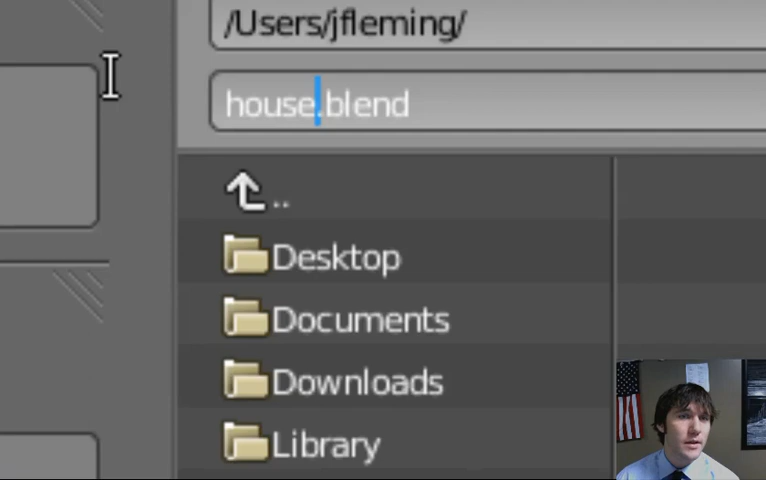 /Users/jfleming/
house.blend
..
Desktop
Documents
Downloads
Library